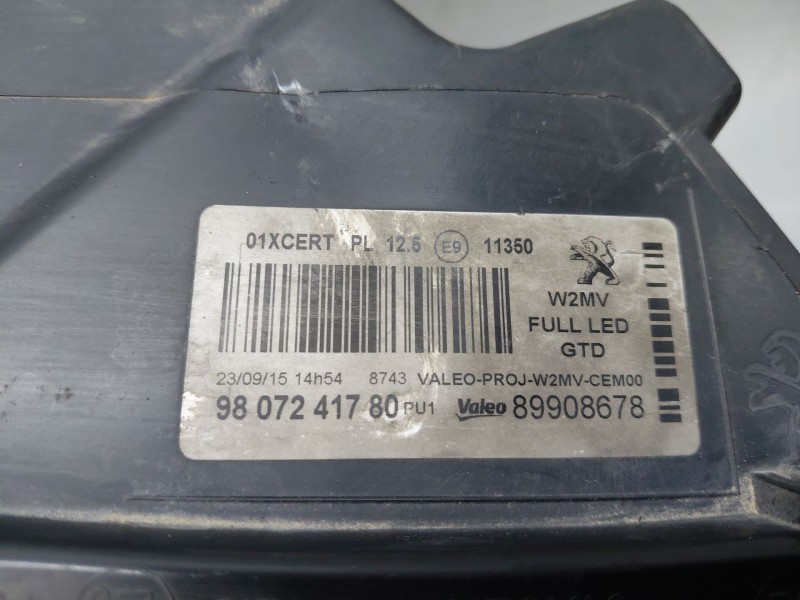 01XCERT PL 12.5 E9 11350
W2MV
FULL LED
GTD
23/09/15 14h54 8743 VALEO-PROJ-W2MV-CEM00
98 072 417 80 PU1 Valeo 89908678